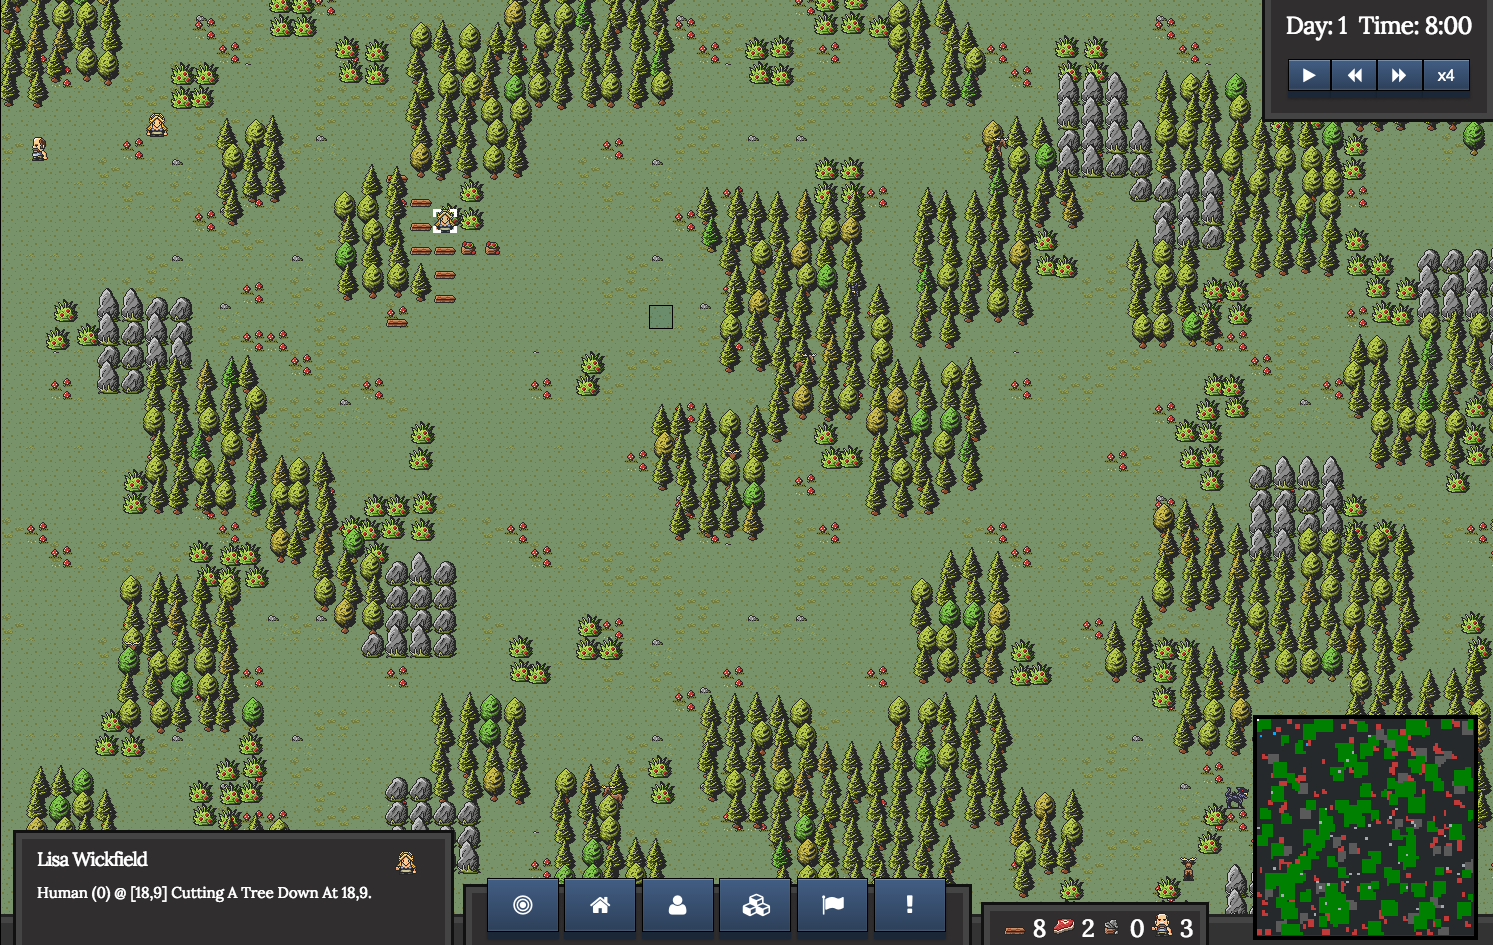 Day: 1 Time: 8:00
x4
Lisa Wickfield
Human (0) @ [18,9] Cutting A Tree Down At 18,9.
!
8 2 0 3